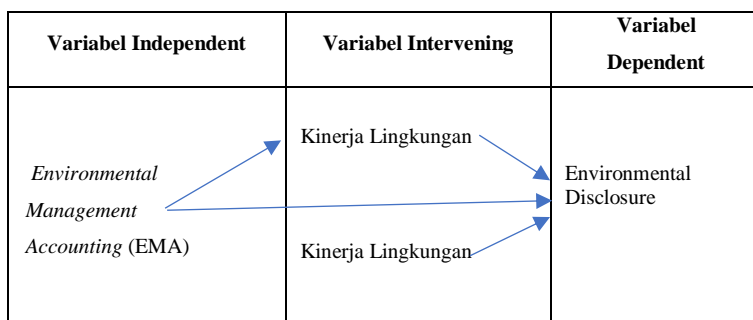 Variabel Independent
Variabel Intervening
Variabel
Dependent
Environmental
Management
Accounting (EMA)
Kinerja Lingkungan
Kinerja Lingkungan
Environmental
Disclosure